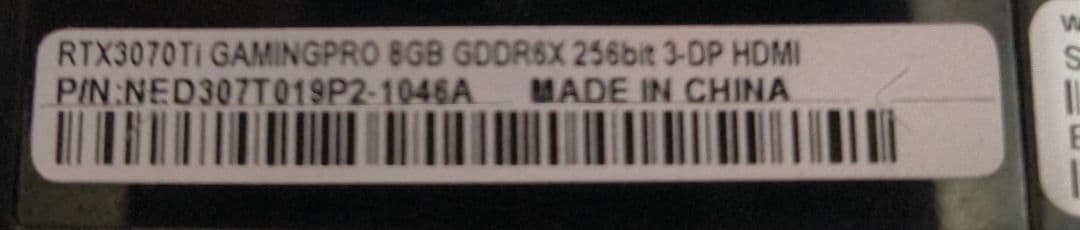 RTX3070Ti GAMINGPRO 8GB GDDR6X 256bit 3-DP HDMI
P/N:NED307T019P2-1046A MADE IN CHINA